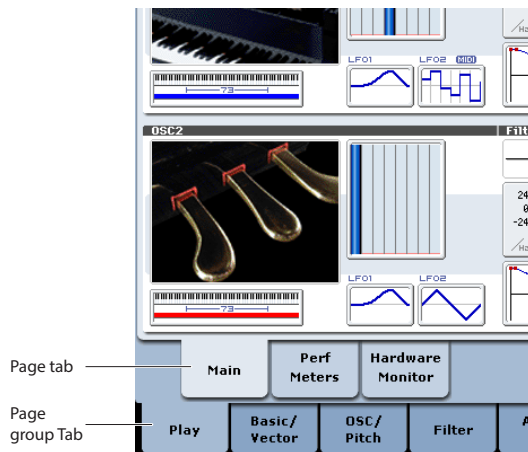 LFO1 LFO2 MIDI
73
OSC2
Filt
24
0
-24
LFO1 LFO2
73
Page tab
Main
Perf
Meters
Hardware
Monitor
Page
group Tab
Play
Basic/
Vector
OSC/
Pitch
Filter